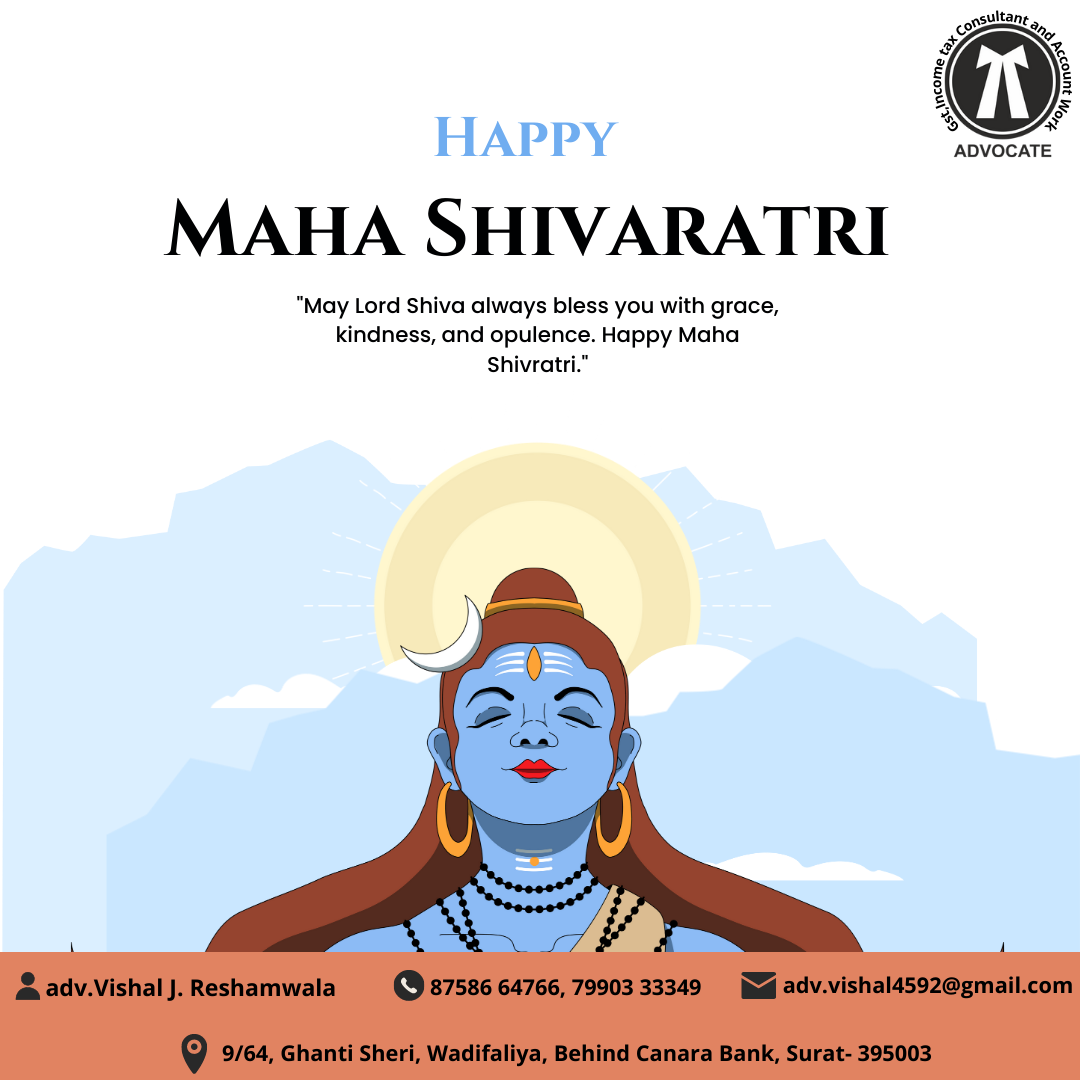 Gst,Income tax Consultant and Account Work
ADVOCATE
HAPPY
MAHA SHIVARATRI
"May Lord Shiva always bless you with grace,
kindness, and opulence. Happy Maha
Shivratri."
adv.Vishal J. Reshamwala
87586 64766, 79903 33349
adv.vishal4592@gmail.com
9/64, Ghanti Sheri, Wadifaliya, Behind Canara Bank, Surat- 395003